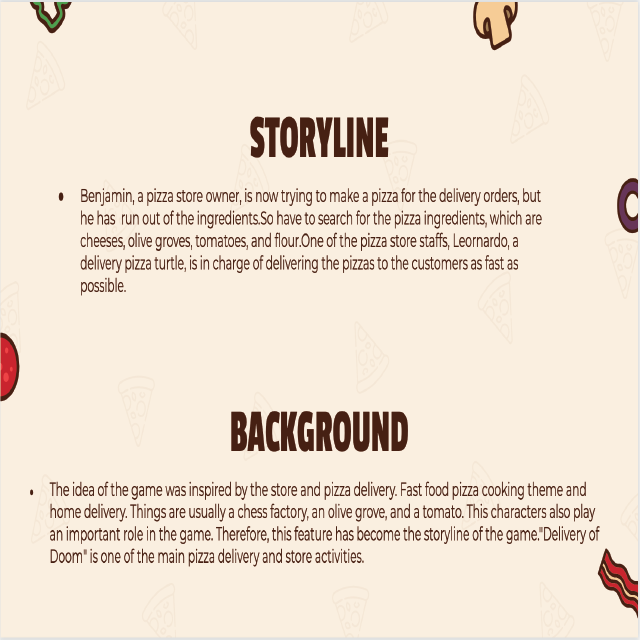 STORYLINE
• Benjamin, a pizza store owner, is now trying to make a pizza for the delivery orders, but
he has  run out of the ingredients.So have to search for the pizza ingredients, which are
cheeses, olive groves, tomatoes, and flour.One of the pizza store staffs, Leornardo, a
delivery pizza turtle, is in charge of delivering the pizzas to the customers as fast as
possible.
BACKGROUND
• The idea of the game was inspired by the store and pizza delivery. Fast food pizza cooking theme and
home delivery. Things are usually a chess factory, an olive grove, and a tomato. This characters also play
an important role in the game. Therefore, this feature has become the storyline of the game."Delivery of
Doom" is one of the main pizza delivery and store activities.